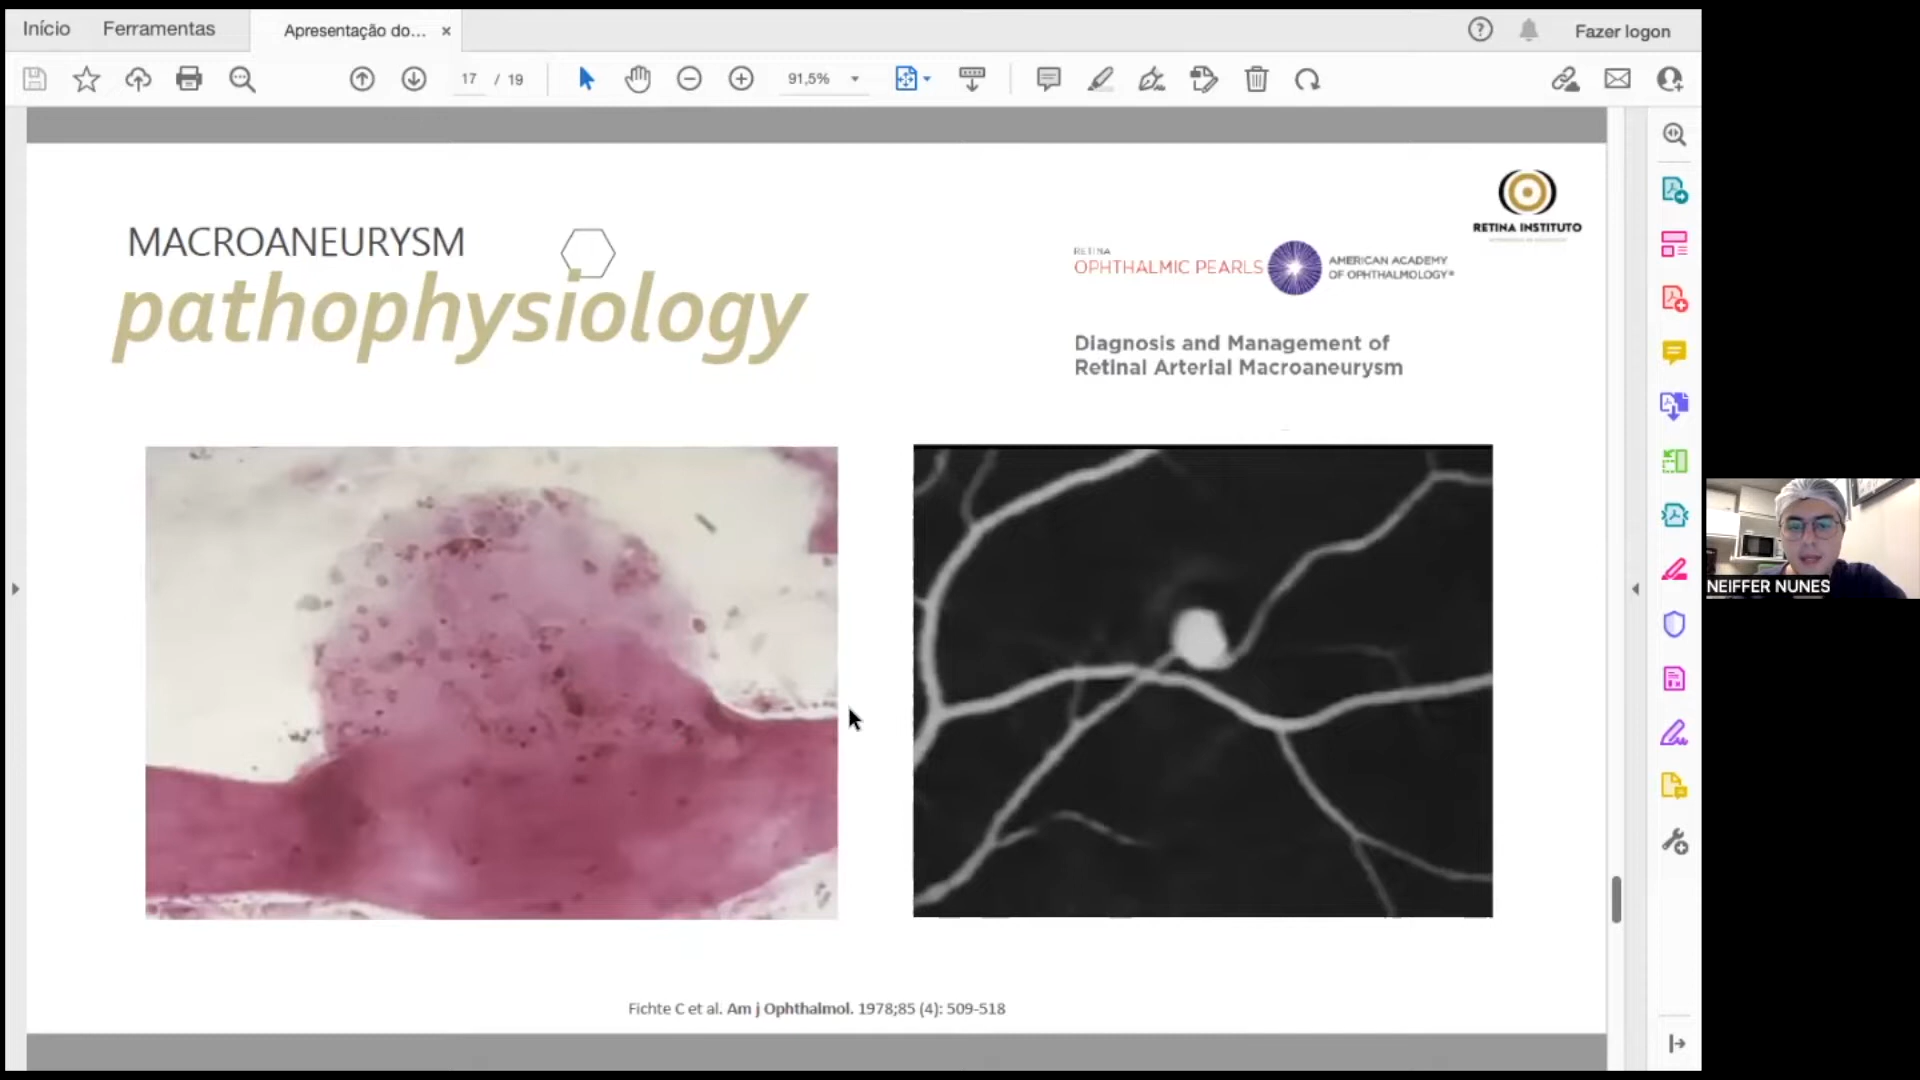 Início
Ferramentas
Apresentação do...
Fazer logon
17 / 19
91,5%
RETINA INSTITUTO
MACROANEURYSM
pathophysiology
RETINA
OPHTHALMIC PEARLS
AMERICAN ACADEMY
OF OPHTHALMOLOGY®
Diagnosis and Management of
Retinal Arterial Macroaneurysm
NEIFFER NUNES
Fichte C et al. Am j Ophthalmol. 1978;85 (4): 509-518